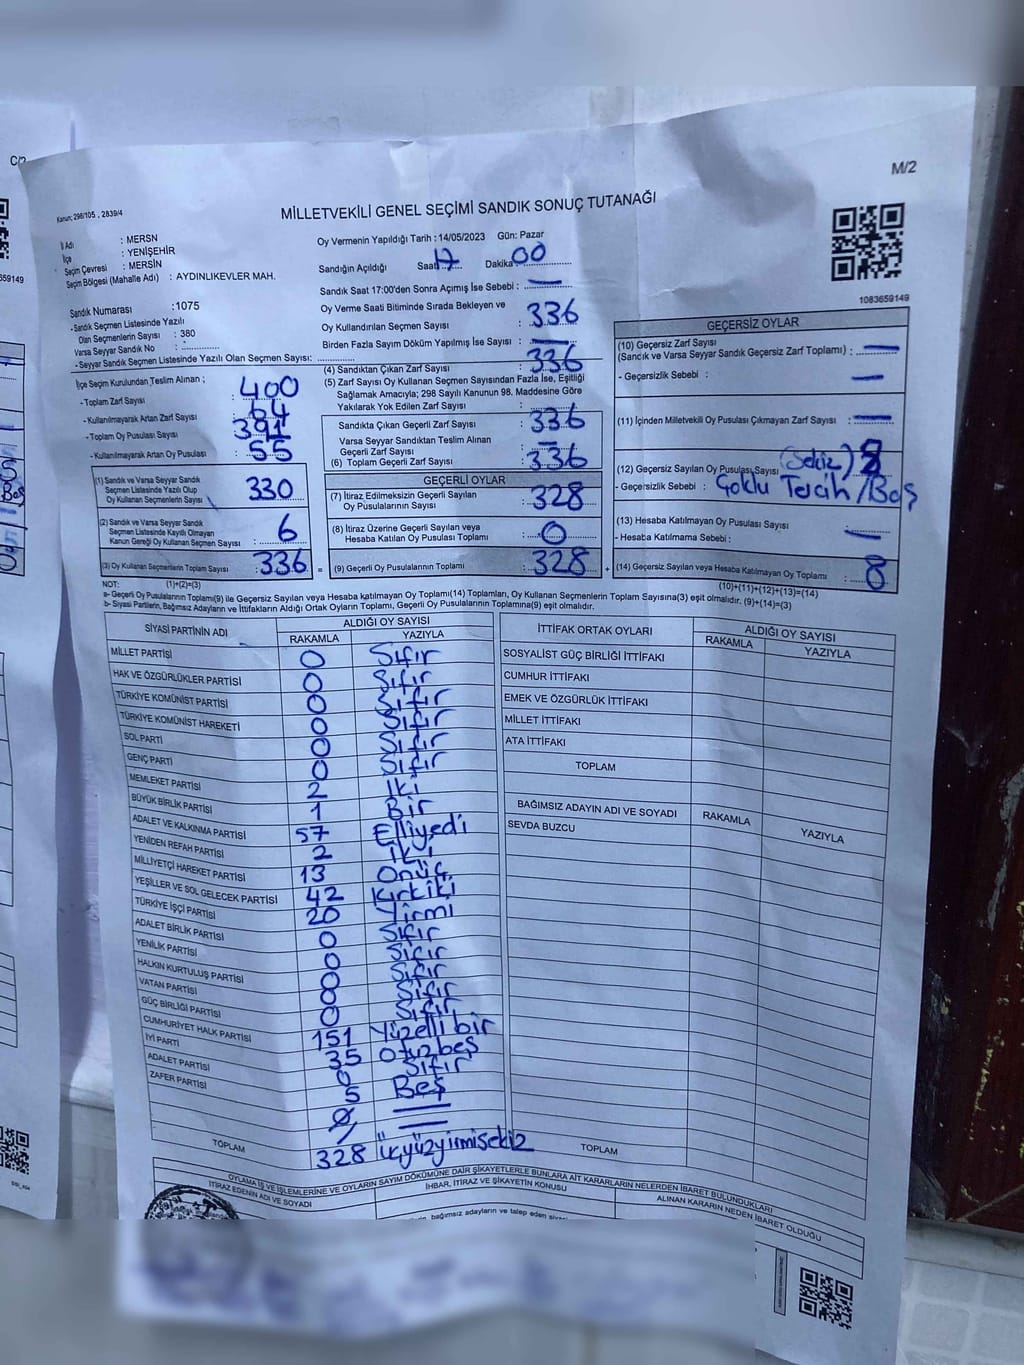 M/2
Kanun; 298/105 , 2839/4
MİLLETVEKİLİ GENEL SEÇİMİ SANDIK SONUÇ TUTANAĞI
İl Adı : MERSN
İlçe : YENİŞEHİR
Seçim Çevresi : MERSİN
Seçim Bölgesi (Mahalle Adı) : AYDINLIKEVLER MAH.
Oy Vermenin Yapıldığı Tarih : 14/05/2023 Gün: Pazar
Sandığın Açıldığı Saat 17 Dakika 00
Sandık Saat 17:00'den Sonra Açımış İse Sebebi : —
1083659149
Sandık Numarası :1075
- Sandık Seçmen Listesinde Yazılı
Olan Seçmenlerin Sayısı : 380
Varsa Seyyar Sandık No :
- Seyyar Sandık Seçmen Listesinde Yazılı Olan Seçmen Sayısı:
Oy Verme Saati Bitiminde Sırada Bekleyen ve
Oy Kullandırılan Seçmen Sayısı : 336
Birden Fazla Sayım Döküm Yapılmış İse Sayısı : —
İlçe Seçim Kurulundan Teslim Alınan ;
- Toplam Zarf Sayısı : 400
- Kullanılmayarak Artan Zarf Sayısı : 64
- Toplam Oy Pusulası Sayısı : 391
- Kullanılmayarak Artan Oy Pusulası : 55
(4) Sandıktan Çıkan Zarf Sayısı : 336
(5) Zarf Sayısı Oy Kullanan Seçmen Sayısından Fazla İse, Eşitliği
Sağlamak Amacıyla; 298 Sayılı Kanunun 98. Maddesine Göre
Yakılarak Yok Edilen Zarf Sayısı :
Sandıkta Çıkan Geçerli Zarf Sayısı : 336
Varsa Seyyar Sandıktan Teslim Alınan
Geçerli Zarf Sayısı : —
(6) Toplam Geçerli Zarf Sayısı : 336
GEÇERSİZ OYLAR
(10) Geçersiz Zarf Sayısı
(Sandık ve Varsa Seyyar Sandık Geçersiz Zarf Toplamı) : —
- Geçersizlik Sebebi : —
(11) İçinden Milletvekili Oy Pusulası Çıkmayan Zarf Sayısı : —
(12) Geçersiz Sayılan Oy Pusulası Sayısı (Sekiz) 8
- Geçersizlik Sebebi : Çoklu Tercih/Boş
(13) Hesaba Katılmayan Oy Pusulası Sayısı
- Hesaba Katılmama Sebebi : —
(14) Geçersiz Sayılan veya Hesaba Katılmayan Oy Toplamı : 8
(10)+(11)+(12)+(13)=(14)
(1) Sandık ve Varsa Seyyar Sandık
Seçmen Listesinde Yazılı Olup
Oy Kullanan Seçmenlerin Sayısı : 330
(2) Sandık ve Varsa Seyyar Sandık
Seçmen Listesinde Kayıtlı Olmayan
Kanun Gereği Oy Kullanan Seçmen Sayısı : 6
(3) Oy Kullanan Seçmenlerin Toplam Sayısı : 336
GEÇERLİ OYLAR
(7) İtiraz Edilmeksizin Geçerli Sayılan
Oy Pusulalarının Sayısı : 328
(8) İtiraz Üzerine Geçerli Sayılan veya
Hesaba Katılan Oy Pusulası Toplamı : 0
(9) Geçerli Oy Pusulalarının Toplamı : 328
NOT: (1)+(2)=(3)
a- Geçerli Oy Pusulalarının Toplamı(9) ile Geçersiz Sayılan veya Hesaba katılmayan Oy Toplamı(14) Toplamları, Oy Kullanan Seçmenlerin Toplam Sayısına(3) eşit olmalıdır. (9)+(14)=(3)
b- Siyasi Partilerin, Bağımsız Adayların ve İttifakların Aldığı Ortak Oyların Toplamı, Geçerli Oy Pusulalarının Toplamına(9) eşit olmalıdır.
SİYASİ PARTİNİN ADI ALDIĞI OY SAYISI
RAKAMLA YAZIYLA
MİLLET PARTİSİ 0 Sıfır
HAK VE ÖZGÜRLÜKLER PARTİSİ 0 Sıfır
TÜRKİYE KOMÜNİST PARTİSİ 0 Sıfır
TÜRKİYE KOMÜNİST HAREKETİ 0 Sıfır
SOL PARTİ 0 Sıfır
GENÇ PARTİ 0 Sıfır
MEMLEKET PARTİSİ 2 İki
BÜYÜK BİRLİK PARTİSİ 1 Bir
ADALET VE KALKINMA PARTİSİ 57 Elliyedi
YENİDEN REFAH PARTİSİ 2 İki
MİLLİYETÇİ HAREKET PARTİSİ 13 Onüç
YEŞİLLER VE SOL GELECEK PARTİSİ 42 Kırkiki
TÜRKİYE İŞÇİ PARTİSİ 20 Yirmi
ADALET BİRLİK PARTİSİ 0 Sıfır
YENİLİK PARTİSİ 0 Sıfır
HALKIN KURTULUŞ PARTİSİ 0 Sıfır
VATAN PARTİSİ 0 Sıfır
GÜÇ BİRLİĞİ PARTİSİ 0 Sıfır
CUMHURİYET HALK PARTİSİ 151 Yüzelli bir
İYİ PARTİ 35 Otuzbeş
ADALET PARTİSİ 0 Sıfır
ZAFER PARTİSİ 5 Beş
TOPLAM 328 Üçyüzyirmisekiz
İTTİFAK ORTAK OYLARI ALDIĞI OY SAYISI
RAKAMLA YAZIYLA
SOSYALİST GÜÇ BİRLİĞİ İTTİFAKI
CUMHUR İTTİFAKI
EMEK VE ÖZGÜRLÜK İTTİFAKI
MİLLET İTTİFAKI
ATA İTTİFAKI
TOPLAM
BAĞIMSIZ ADAYIN ADI VE SOYADI RAKAMLA YAZIYLA
SEVDA BUZCU
TOPLAM
OYLAMA İŞ VE İŞLEMLERİNE VE OYLARIN SAYIM DÖKÜMÜNE DAİR ŞİKAYETLERLE BUNLARA AİT KARARLARIN NELERDEN İBARET BULUNDUKLARI
İTİRAZ EDENİN ADI VE SOYADI İHBAR, İTİRAZ VE ŞİKAYETİN KONUSU ALINAN KARARIN NEDEN İBARET OLDUĞU
bağımsız adayların ve talep eden